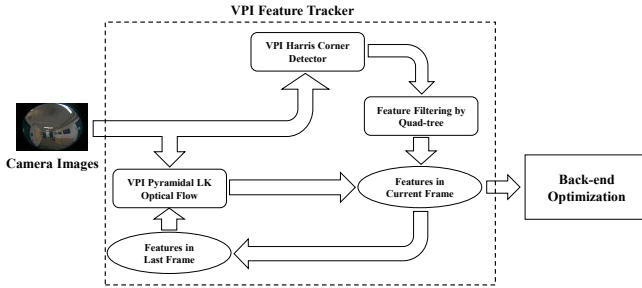 VPI Feature Tracker
VPI Harris Corner
Detector
Feature Filtering by
Quad-tree
Camera Images
VPI Pyramidal LK
Optical Flow
Features in
Current Frame
Back-end
Optimization
Features in
Last Frame